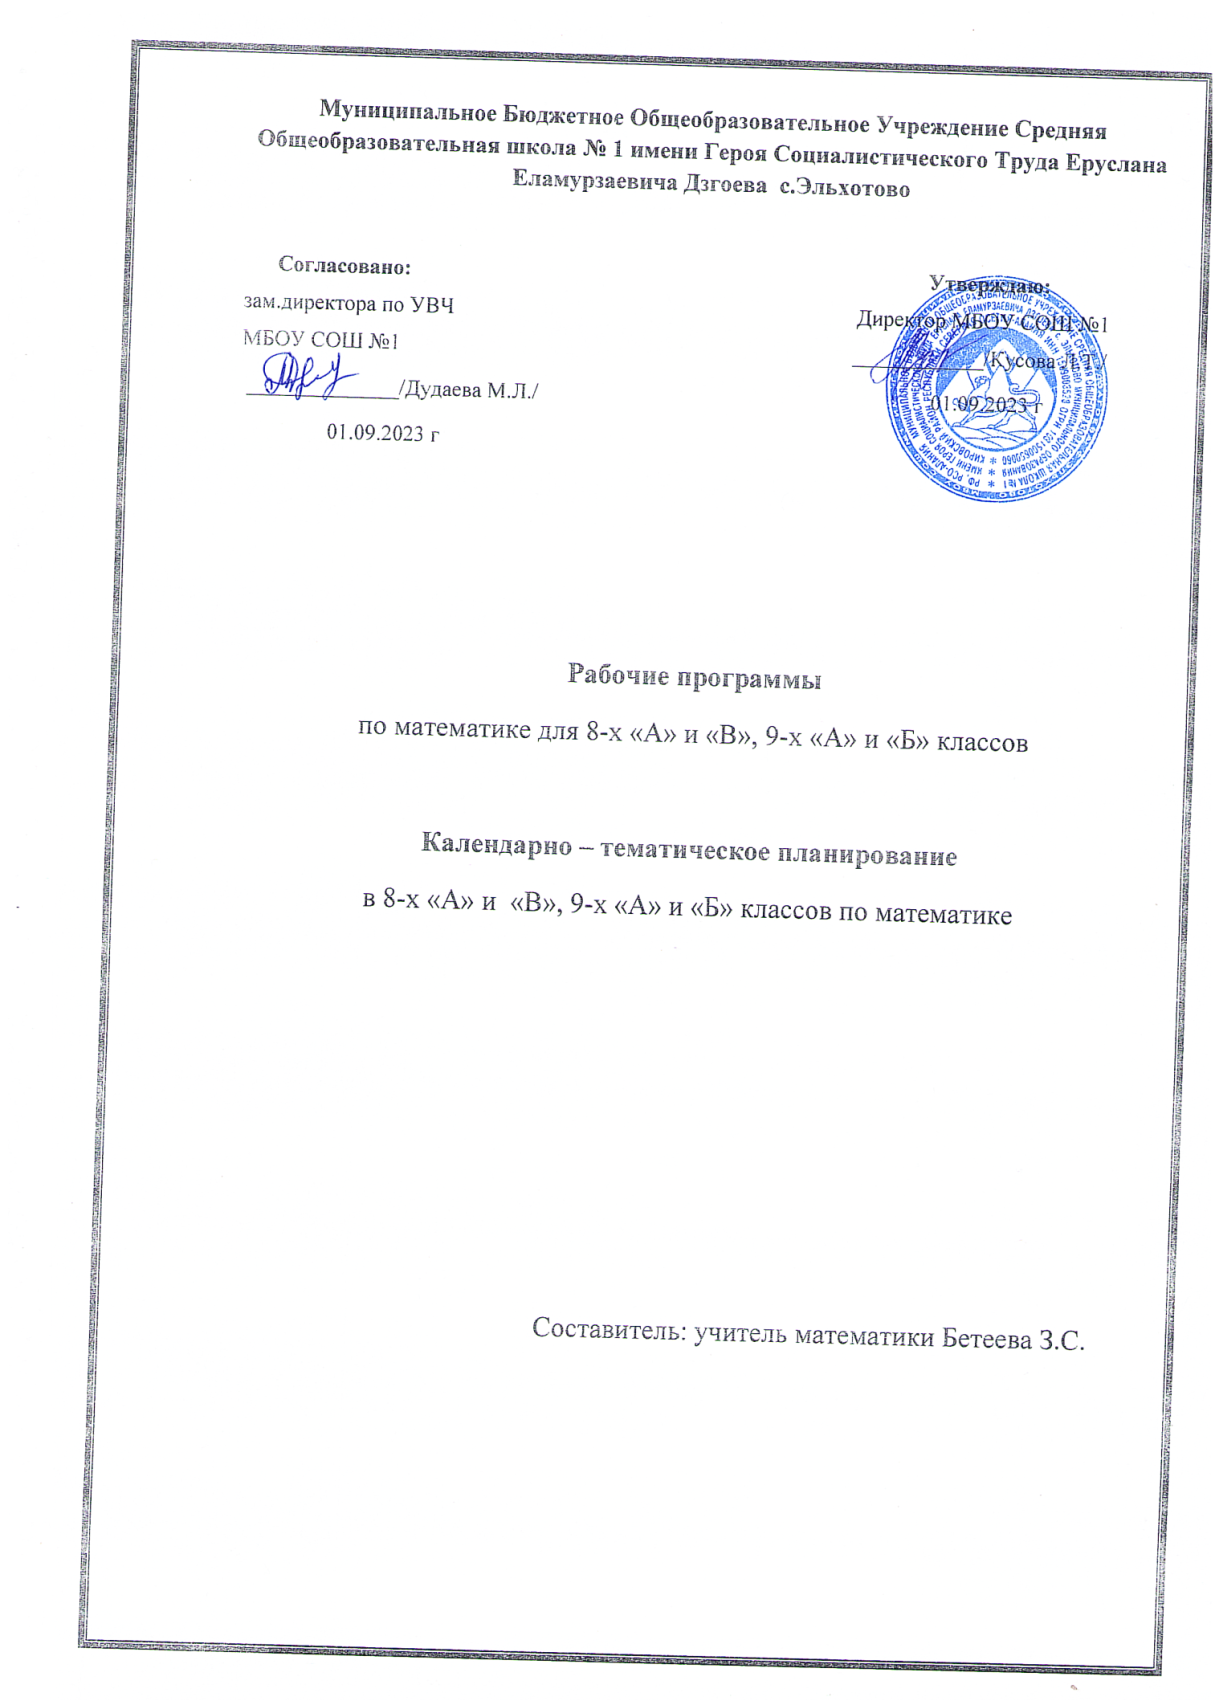 Муниципальное Бюджетное Общеобразовательное Учреждение Средняя
Общеобразовательная школа № 1 имени Героя Социалистического Труда Еруслана
Еламурзаевича Дзгоева с.Эльхотово
Согласовано:
зам.директора по УВЧ
МБОУ СОШ №1
/Дудаева М.Л./
01.09.2023 г
Утверждаю:
Директор МБОУ СОШ №1
/Кусова /
01.09.2023 г
Рабочие программы
по математике для 8-х «А» и «В», 9-х «А» и «Б» классов
Календарно – тематическое планирование
в 8-х «А» и «В», 9-х «А» и «Б» классов по математике
Составитель: учитель математики Бетеева З.С.